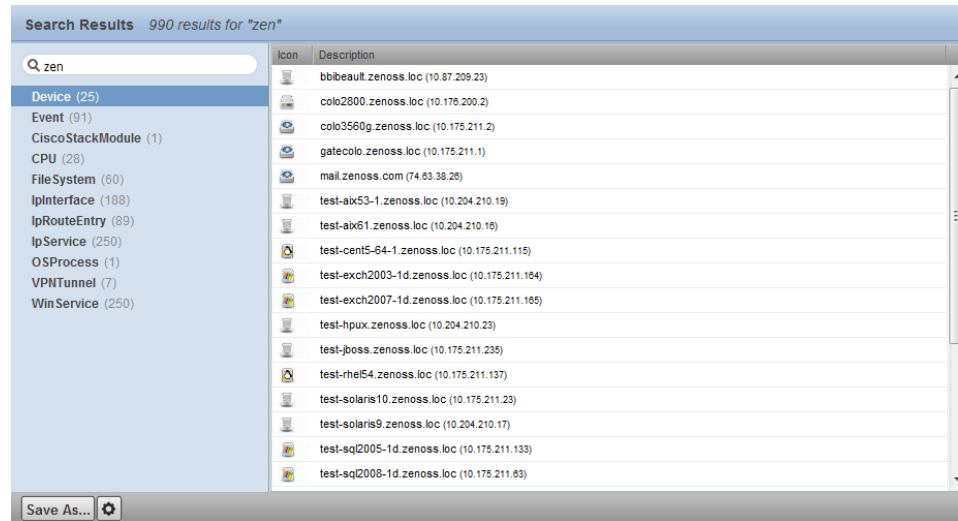 Search Results 990 results for "zen"
zen
Device (25)
Event (91)
CiscoStackModule (1)
CPU (28)
FileSystem (60)
IpInterface (188)
IpRouteEntry (89)
IpService (250)
OSProcess (1)
VPNTunnel (7)
WinService (250)
Icon Description
bbibeault.zenoss.loc (10.87.209.23)
colo2800.zenoss.loc (10.176.200.2)
colo3560g.zenoss.loc (10.175.211.2)
gatecolo.zenoss.loc (10.175.211.1)
mail.zenoss.com (74.63.38.26)
test-aix53-1.zenoss.loc (10.204.210.19)
test-aix61.zenoss.loc (10.204.210.16)
test-cent5-64-1.zenoss.loc (10.175.211.115)
test-exch2003-1d.zenoss.loc (10.175.211.164)
test-exch2007-1d.zenoss.loc (10.175.211.165)
test-hpux.zenoss.loc (10.204.210.23)
test-jboss.zenoss.loc (10.175.211.235)
test-rhel54.zenoss.loc (10.175.211.137)
test-solaris10.zenoss.loc (10.175.211.23)
test-solaris9.zenoss.loc (10.204.210.17)
test-sql2005-1d.zenoss.loc (10.175.211.133)
test-sql2008-1d.zenoss.loc (10.175.211.63)
Save As...